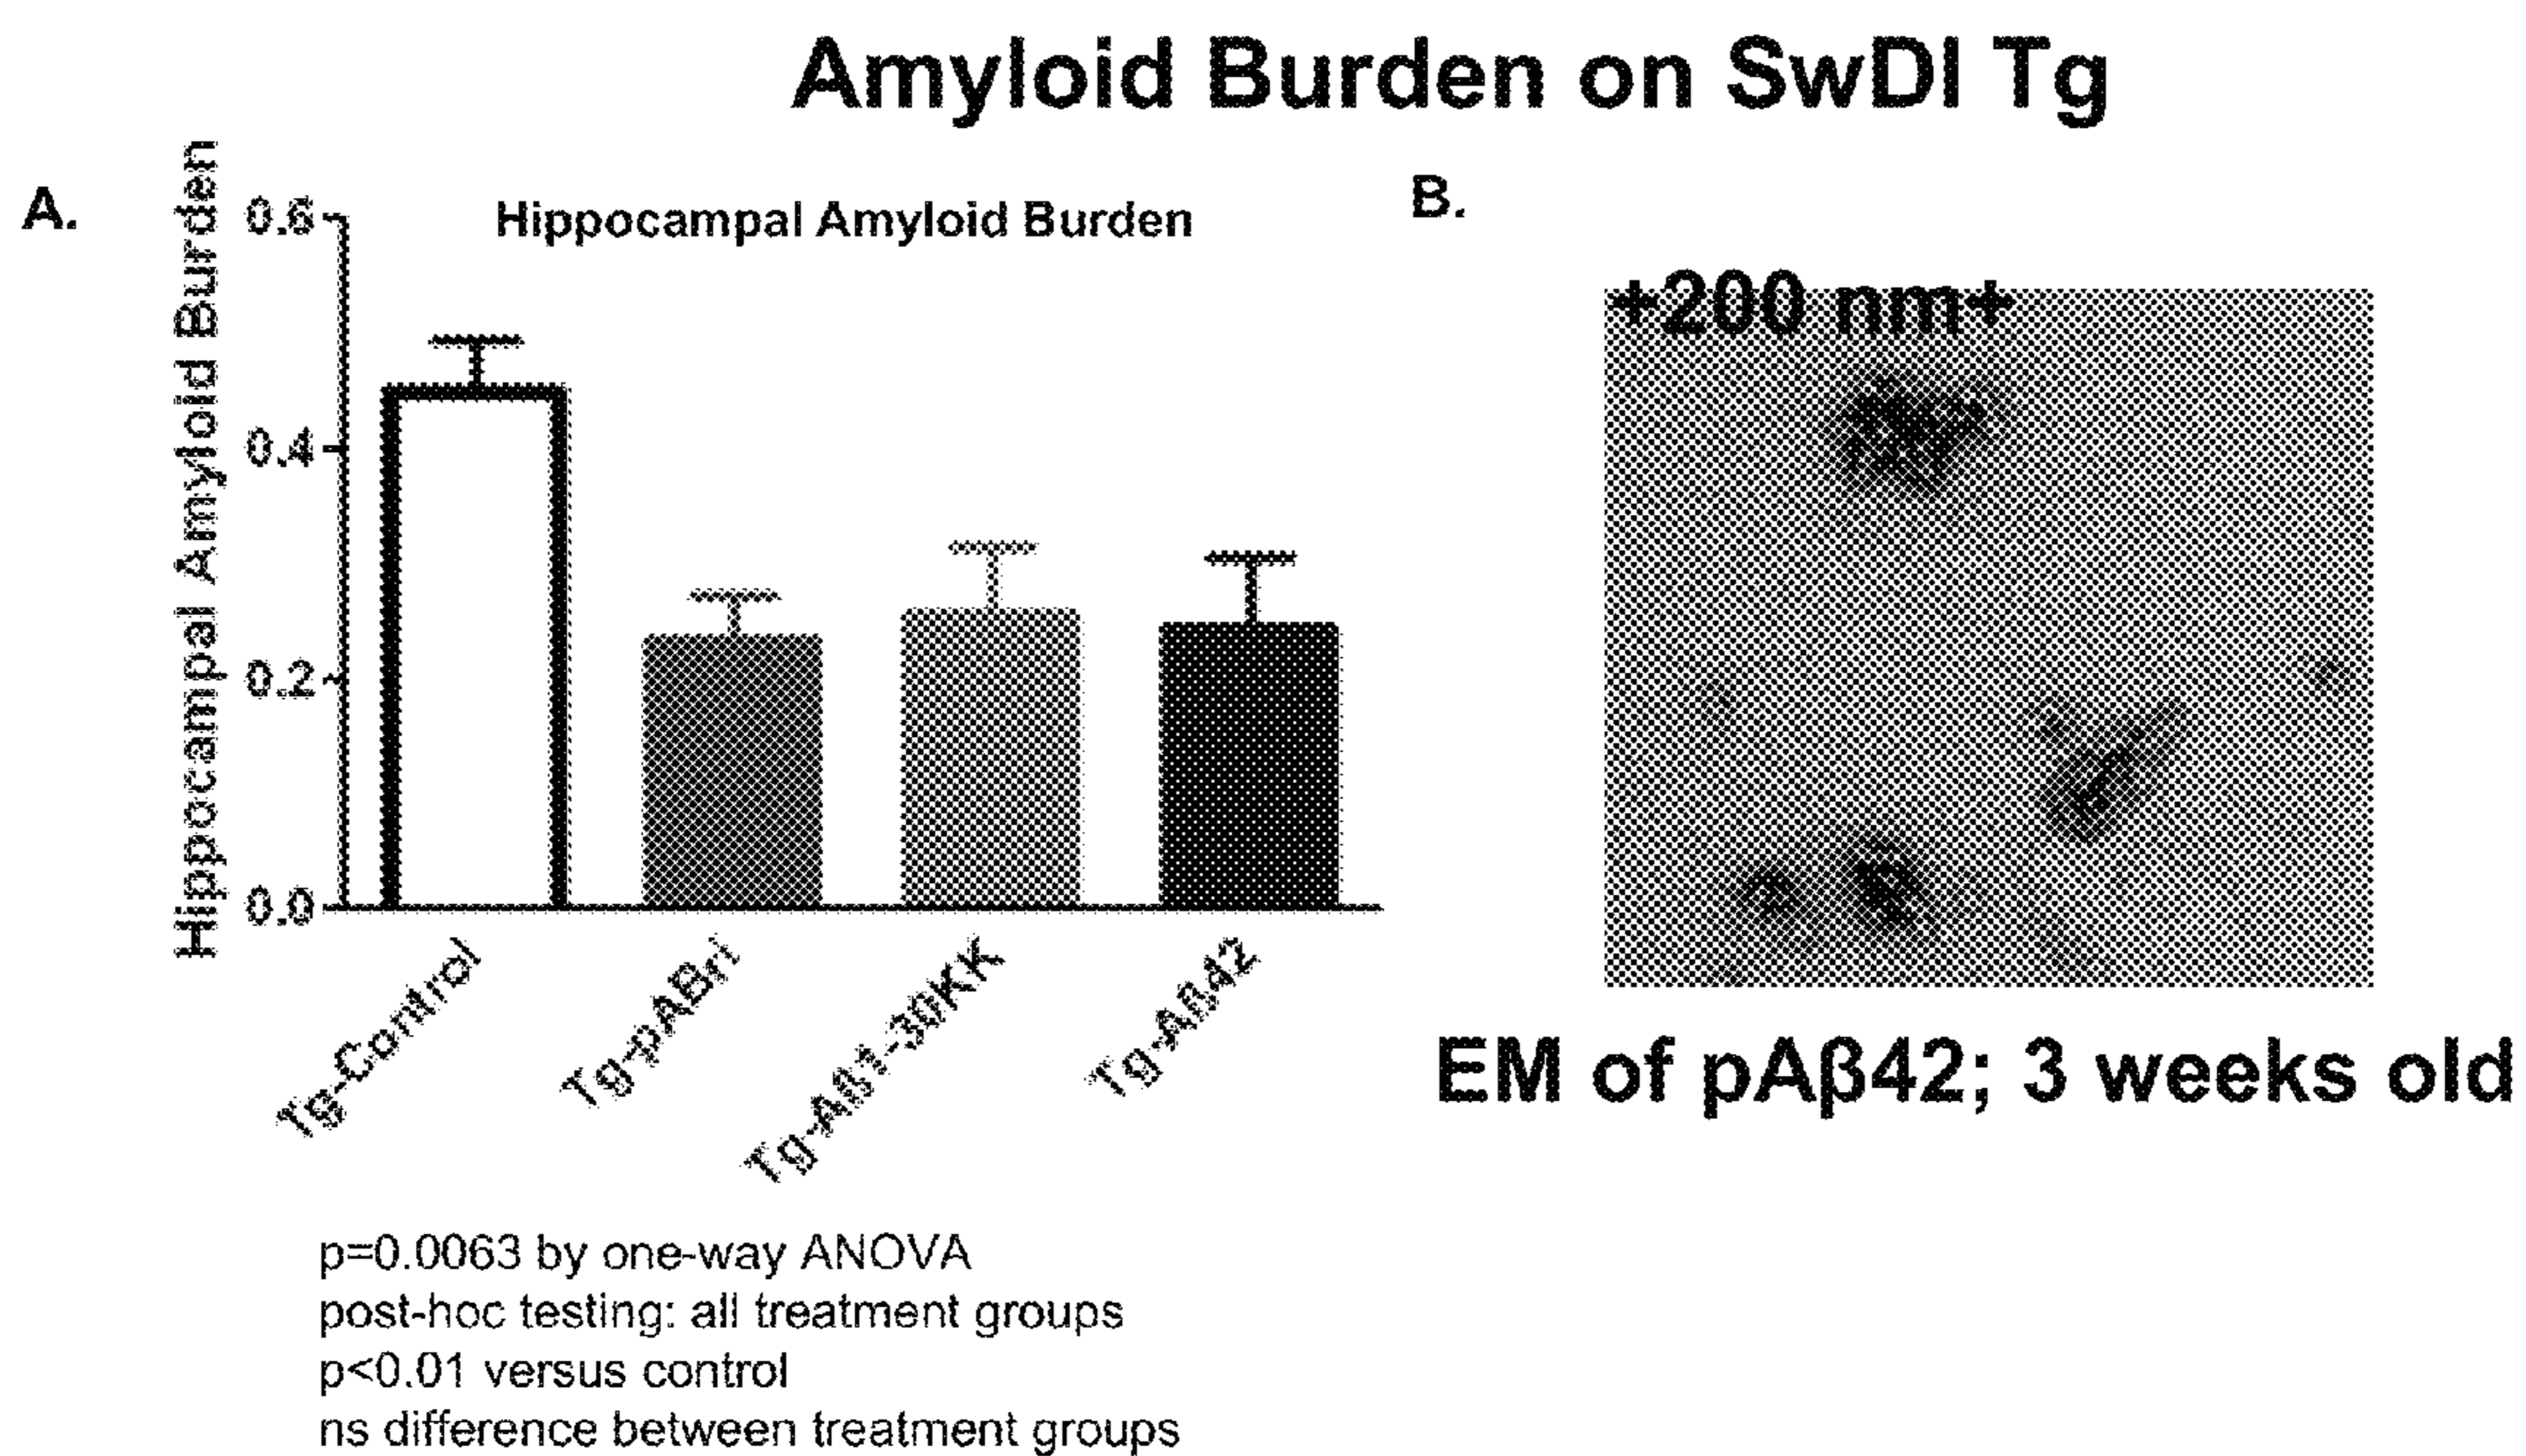 Amyloid Burden on SwDI Tg
A.
Hippocampal Amyloid Burden
Hippocampal Amyloid Burden
0.6
0.4
0.2
0.0
Tg-Control
Tg-pABri
Tg-Aβ1-30KK
Tg-Aβ42
p=0.0063 by one-way ANOVA
post-hoc testing: all treatment groups
p<0.01 versus control
ns difference between treatment groups
B.
+200 nm+
EM of pAβ42; 3 weeks old